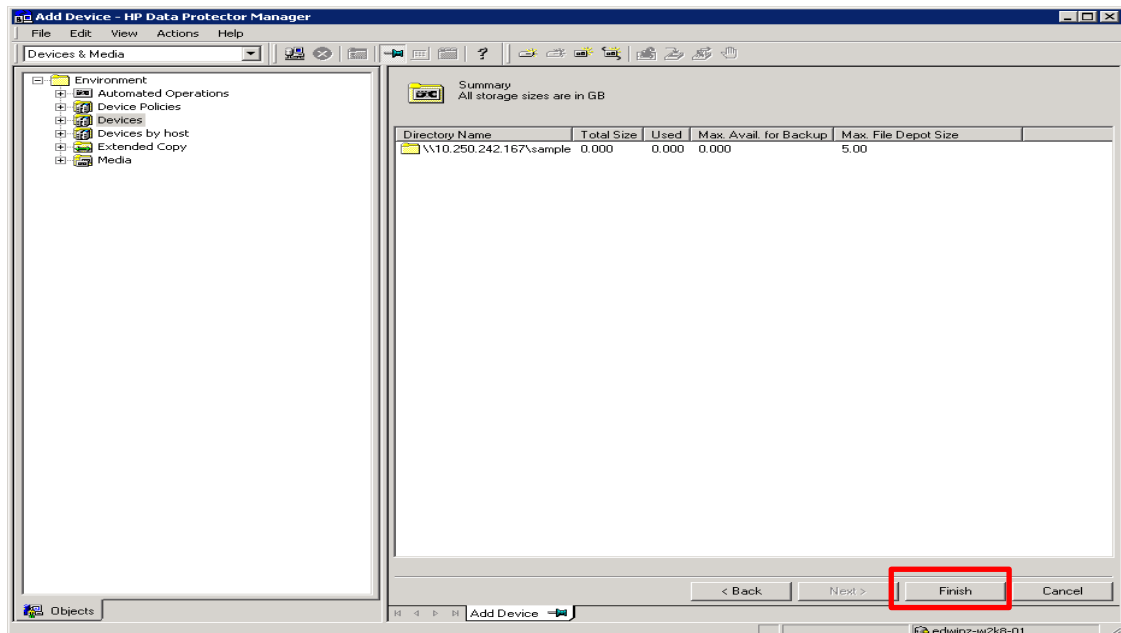 Add Device - HP Data Protector Manager
File Edit View Actions Help
Devices & Media
Environment
Automated Operations
Device Policies
Devices
Devices by host
Extended Copy
Media
Summary
All storage sizes are in GB
Directory Name Total Size Used Max. Avail. for Backup Max. File Depot Size
\\10.250.242.167\sample 0.000 0.000 0.000 5.00
< Back Next > Finish Cancel
Objects
Add Device
edwinz-w2k8-01